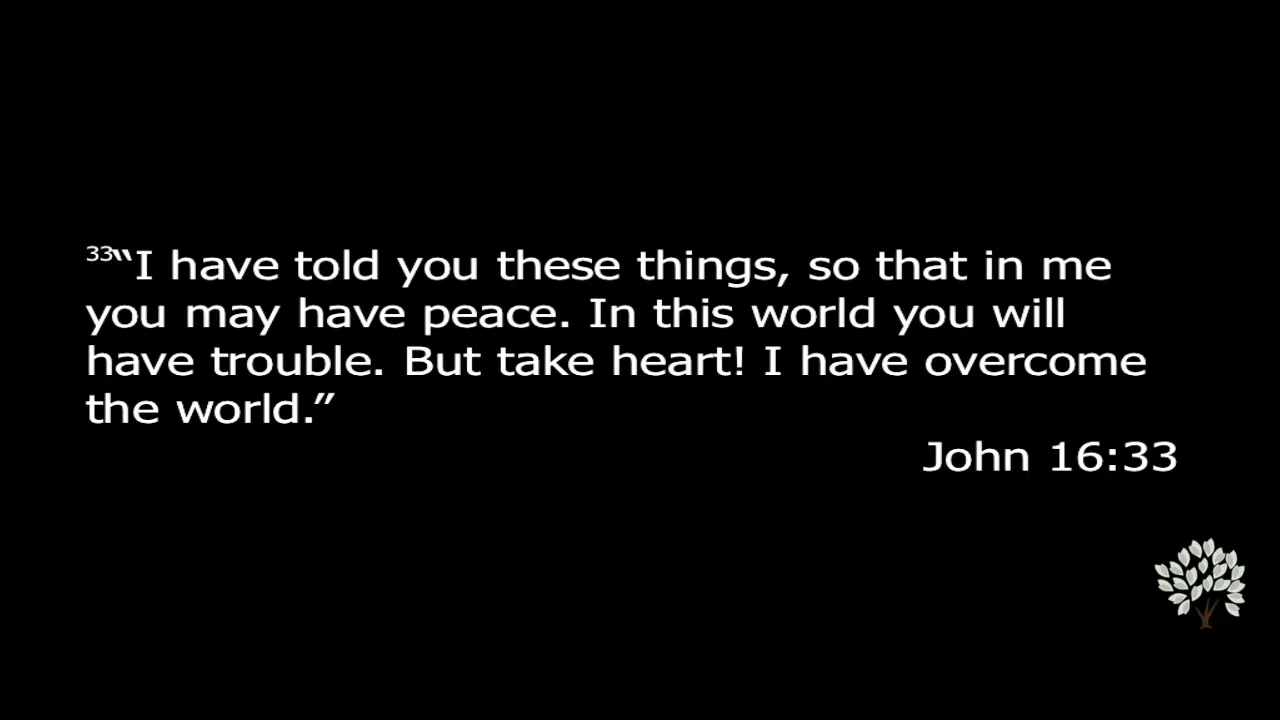 ³³“I have told you these things, so that in me
you may have peace. In this world you will
have trouble. But take heart! I have overcome
the world.”
John 16:33